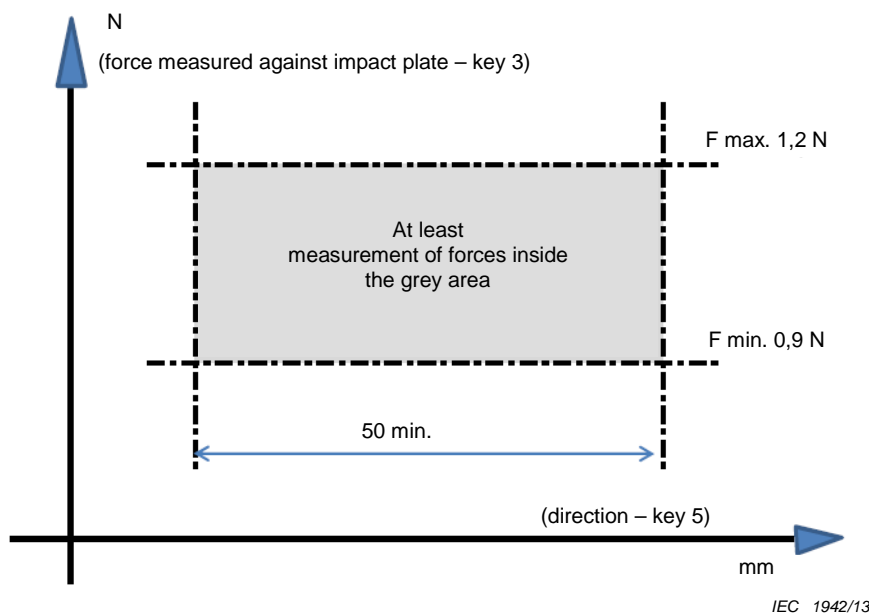 N
(force measured against impact plate – key 3)
F max. 1,2 N
At least
measurement of forces inside
the grey area
F min. 0,9 N
50 min.
(direction – key 5)
mm
IEC 1942/13